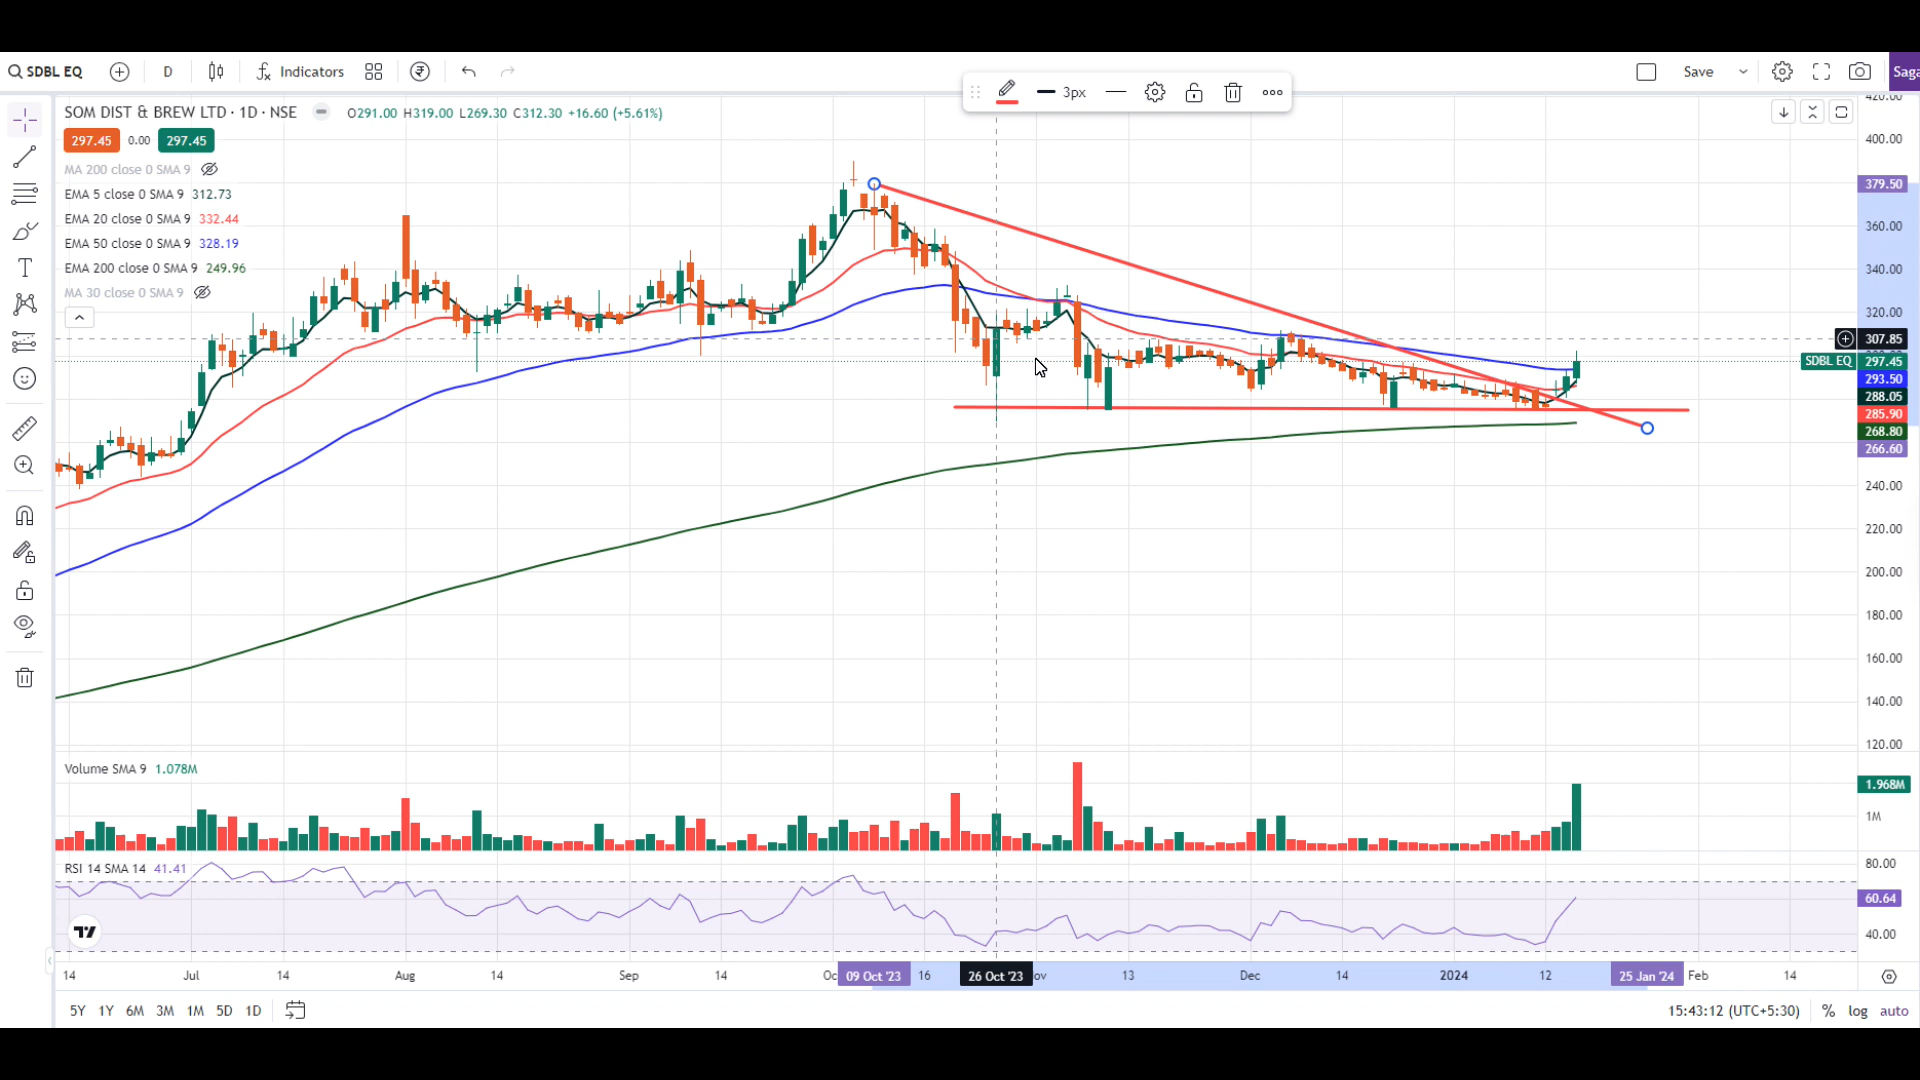 SDBL EQ D Indicators Save Saga
3px
SOM DIST & BREW LTD · 1D · NSE O291.00 H319.00 L269.30 C312.30 +16.60 (+5.61%)
297.45 0.00 297.45
MA 200 close 0 SMA 9
EMA 5 close 0 SMA 9 312.73
EMA 20 close 0 SMA 9 332.44
EMA 50 close 0 SMA 9 328.19
EMA 200 close 0 SMA 9 249.96
MA 30 close 0 SMA 9
420.00
400.00
379.50
360.00
340.00
320.00
307.85
SDBL EQ 297.45
293.50
288.05
285.90
268.80
266.60
240.00
220.00
200.00
180.00
160.00
140.00
120.00
Volume SMA 9 1.078M
1.968M
1M
RSI 14 SMA 14 41.41
80.00
60.64
40.00
14 Jul 14 Aug 14 Sep 14 Oc 09 Oct '23 16 26 Oct '23 ov 13 Dec 14 2024 12 25 Jan '24 Feb 14
5Y 1Y 6M 3M 1M 5D 1D 15:43:12 (UTC+5:30) % log auto